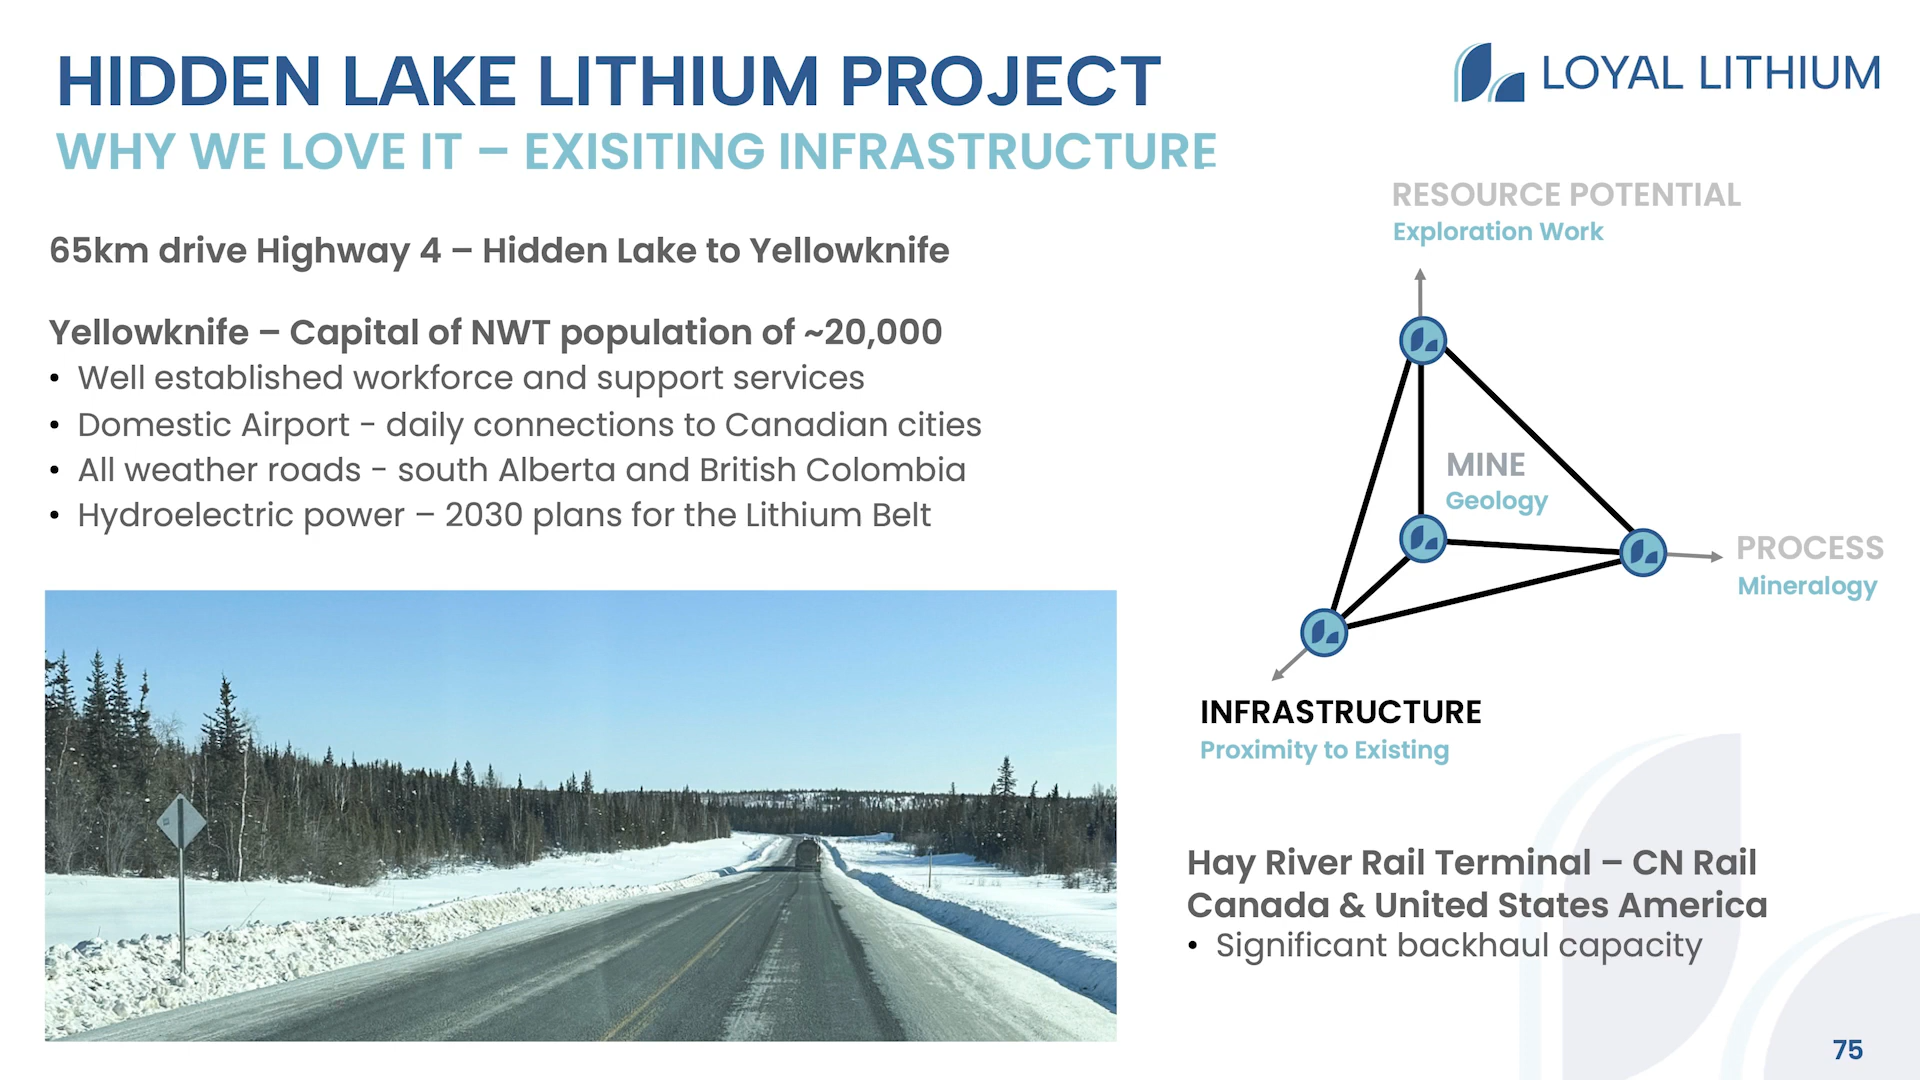 HIDDEN LAKE LITHIUM PROJECT
WHY WE LOVE IT – EXISITING INFRASTRUCTURE
LOYAL LITHIUM
65km drive Highway 4 – Hidden Lake to Yellowknife
Yellowknife – Capital of NWT population of ~20,000
• Well established workforce and support services
• Domestic Airport - daily connections to Canadian cities
• All weather roads - south Alberta and British Colombia
• Hydroelectric power – 2030 plans for the Lithium Belt
RESOURCE POTENTIAL
Exploration Work
MINE
Geology
PROCESS
Mineralogy
INFRASTRUCTURE
Proximity to Existing
Hay River Rail Terminal – CN Rail
Canada & United States America
• Significant backhaul capacity
75